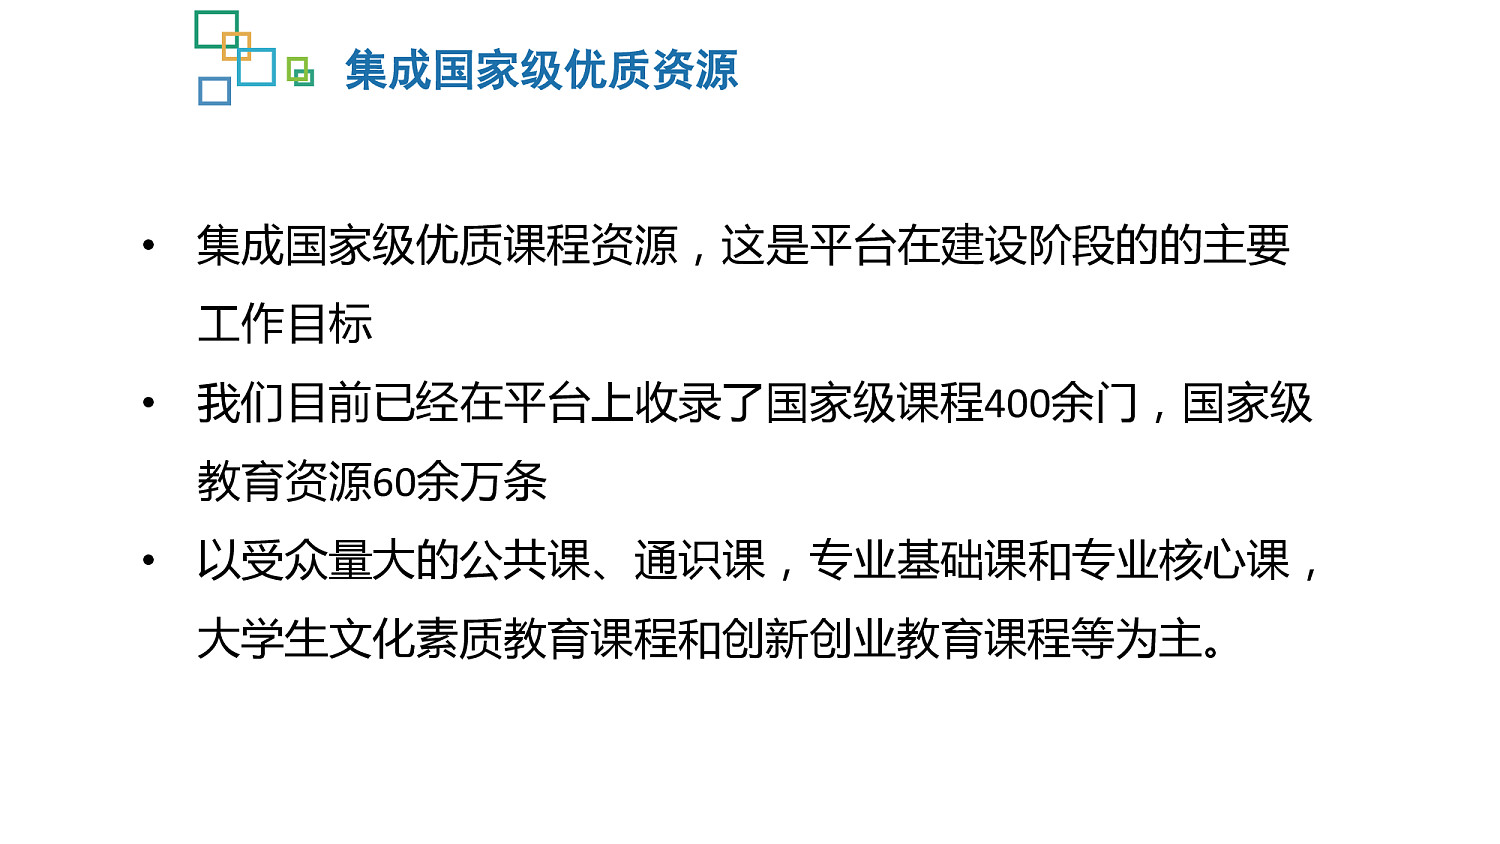 集成国家级优质资源
• 集成国家级优质课程资源，这是平台在建设阶段的的主要
工作目标
• 我们目前已经在平台上收录了国家级课程400余门，国家级
教育资源60余万条
• 以受众量大的公共课、通识课，专业基础课和专业核心课，
大学生文化素质教育课程和创新创业教育课程等为主。